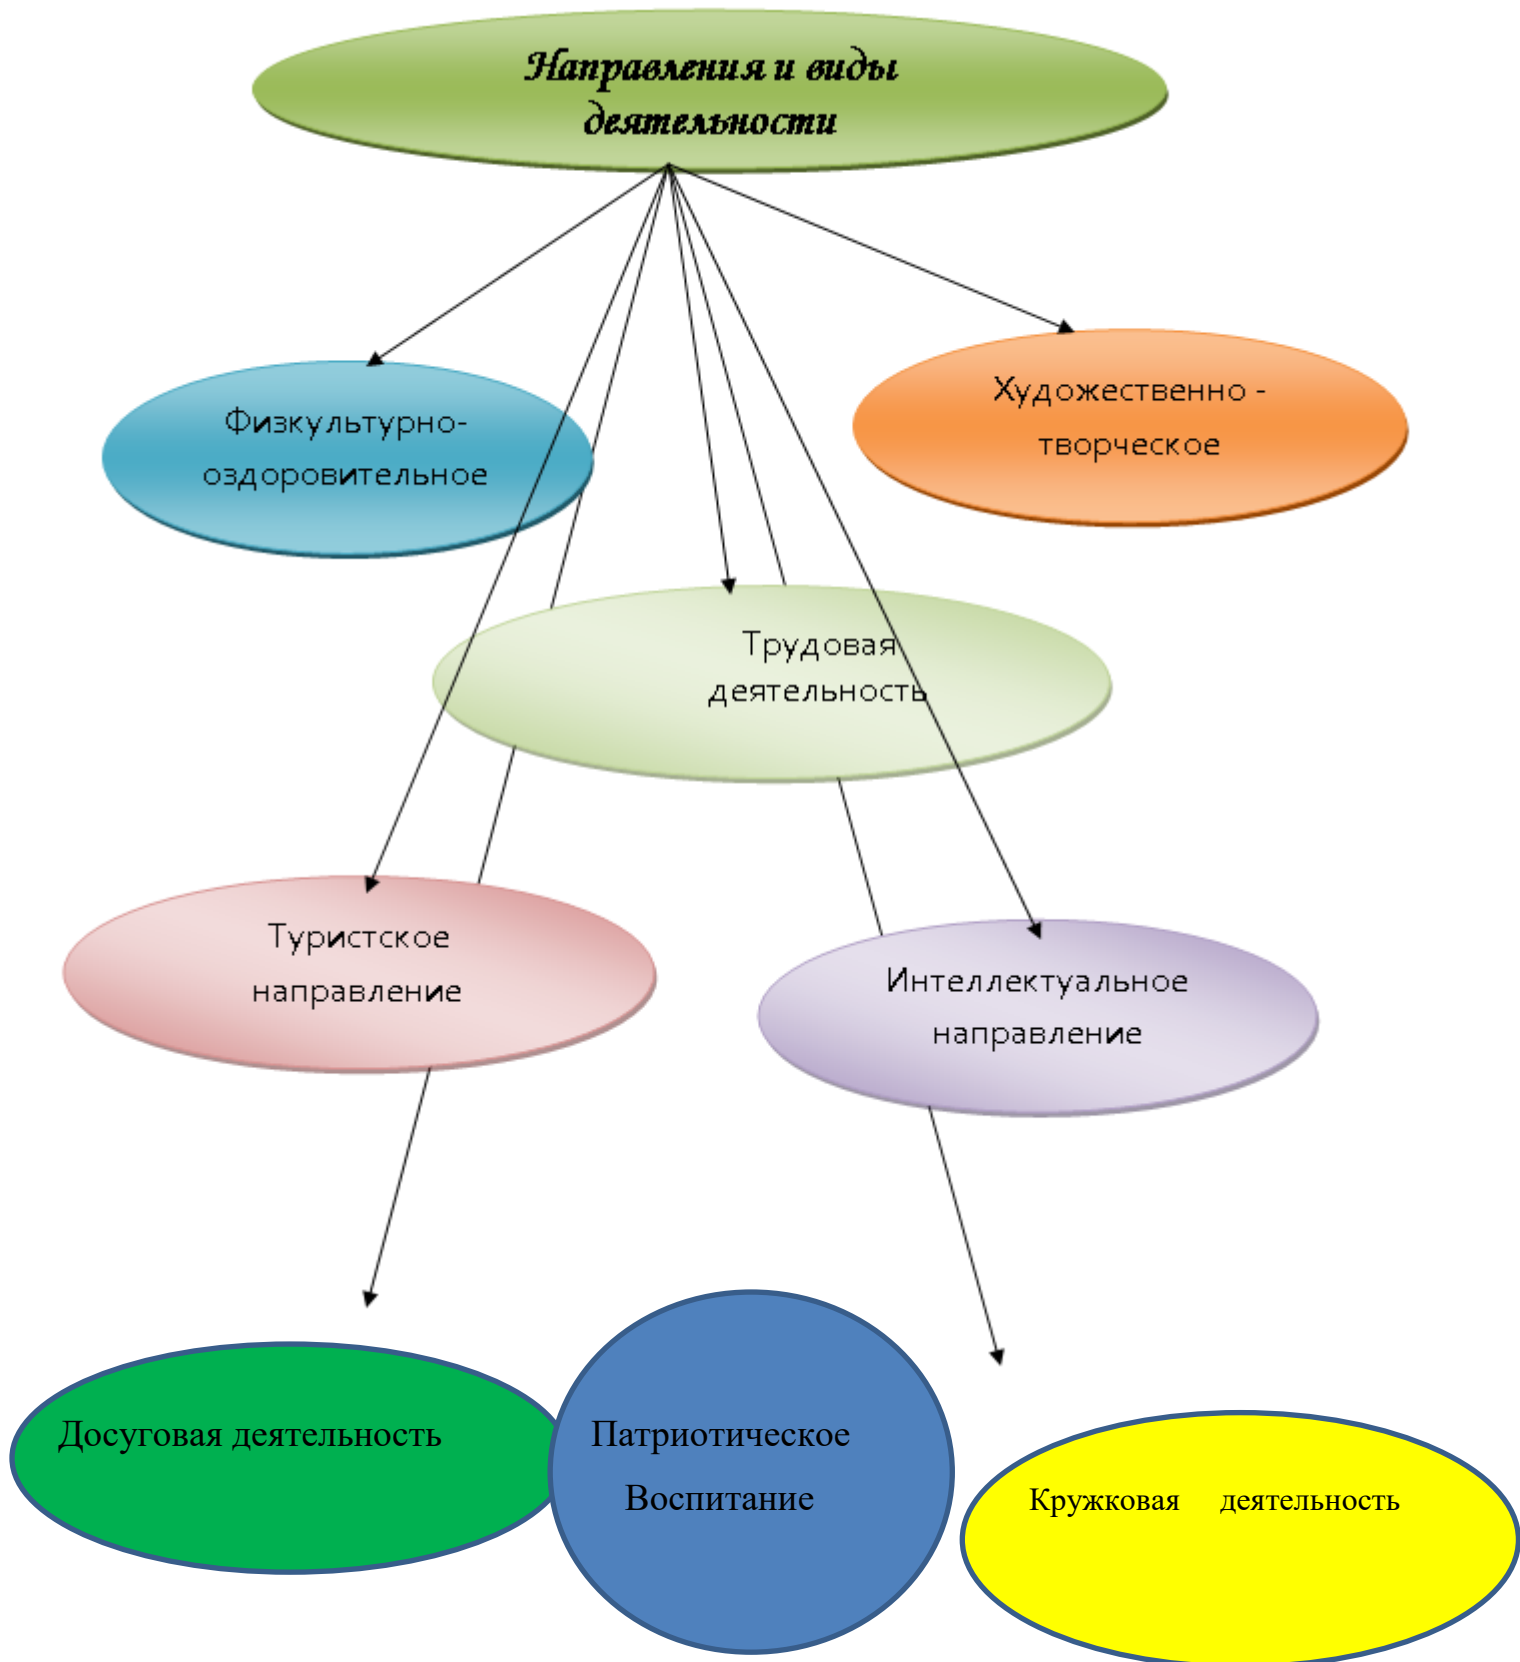 Направления и виды
деятельности
Физкультурно-
оздоровительное
Художественно -
творческое
Трудовая
деятельность
Туристское
направление
Интеллектуальное
направление
Досуговая деятельность
Патриотическое
Воспитание
Кружковая деятельность